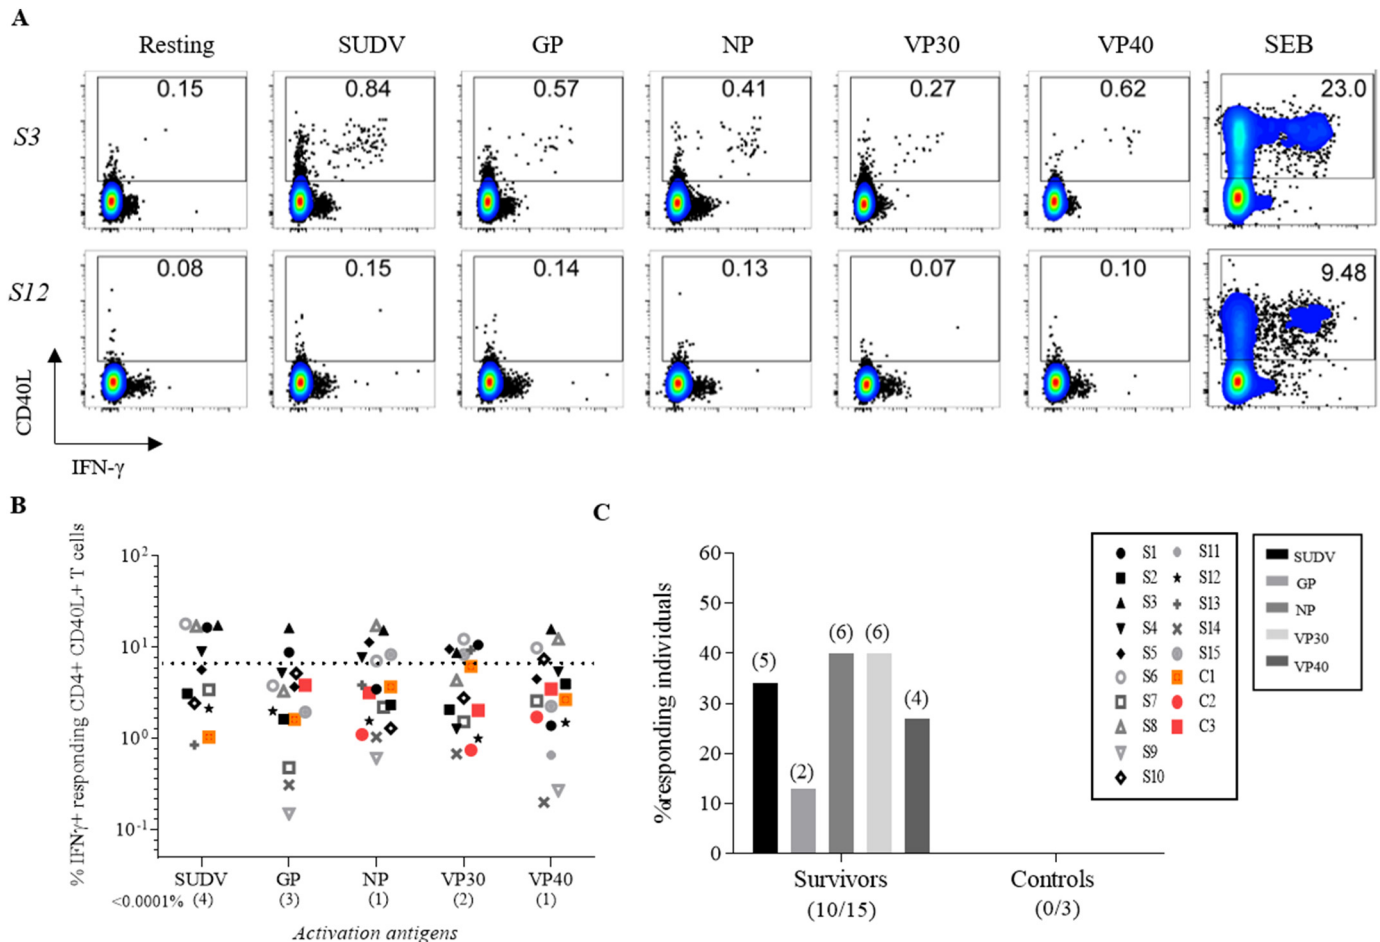 A
Resting SUDV GP NP VP30 VP40 SEB
S3
0.15 0.84 0.57 0.41 0.27 0.62 23.0
S12
0.08 0.15 0.14 0.13 0.07 0.10 9.48
CD40L
IFN-γ
B
% IFNγ+ responding CD4+ CD40L+ T cells
10²
10¹
10⁰
10⁻¹
SUDV GP NP VP30 VP40
<0.0001% (4) (3) (1) (2) (1)
Activation antigens
C
%responding individuals
60
50
40
30
20
10
0
(5) (2) (6) (6) (4)
Survivors Controls
(10/15) (0/3)
S1 S11
S2 S12
S3 S13
S4 S14
S5 S15
S6 C1
S7 C2
S8 C3
S9
S10
SUDV
GP
NP
VP30
VP40